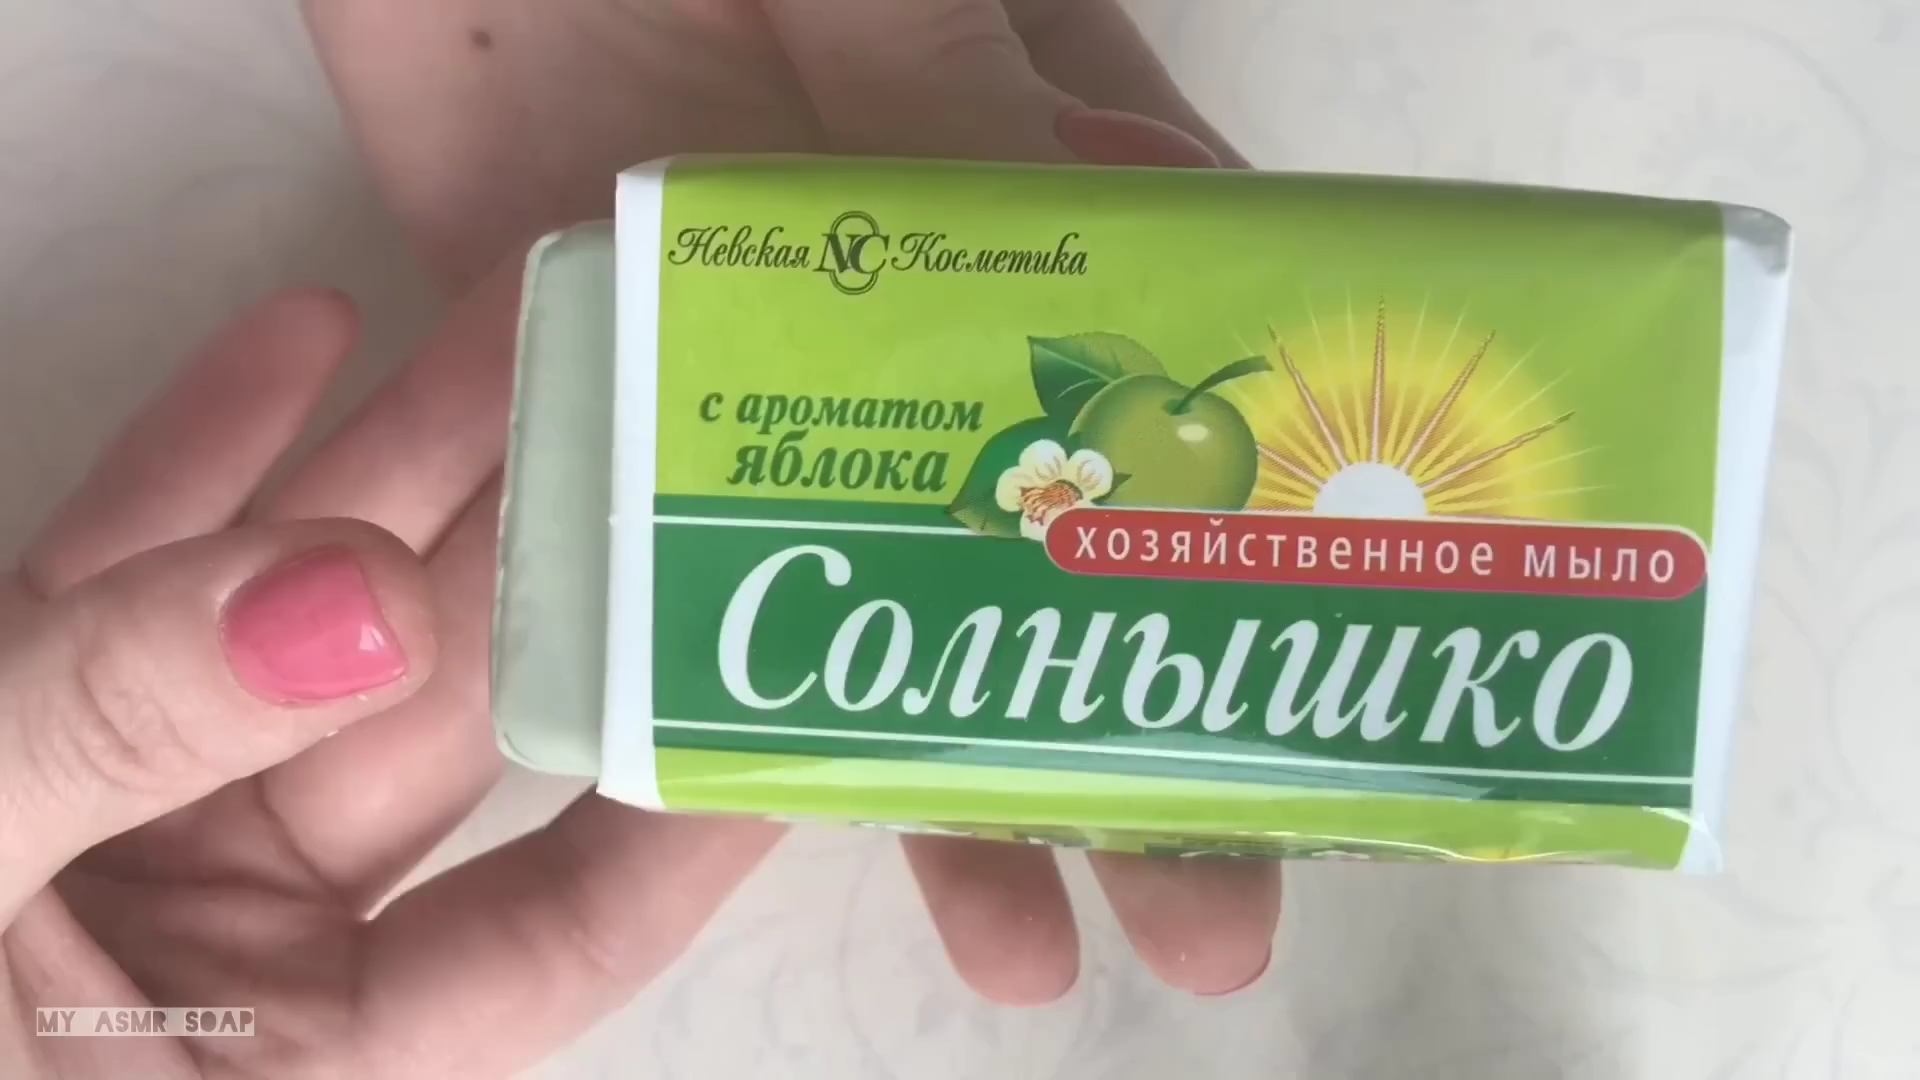 Невская NC Косметика
с ароматом
яблока
хозяйственное мыло
Солнышко
MY ASMR SOAP